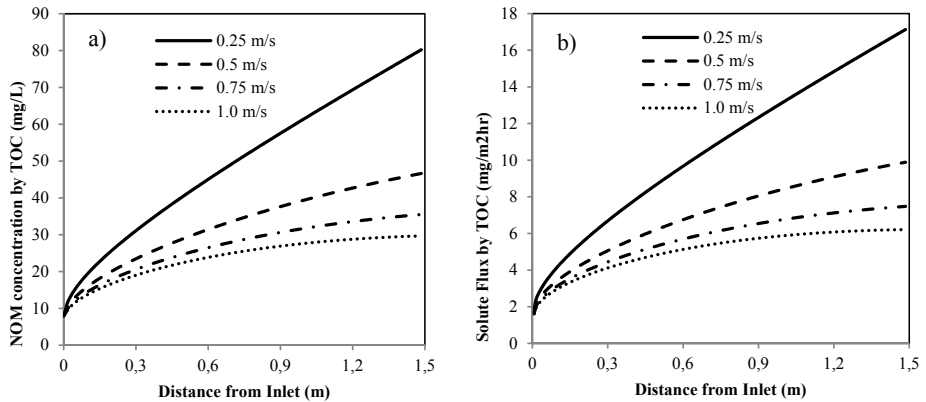 a)
0.25 m/s
0.5 m/s
0.75 m/s
1.0 m/s
NOM concentration by TOC (mg/L)
90
80
70
60
50
40
30
20
10
0
0 0,3 0,6 0,9 1,2 1,5
Distance from Inlet (m)
b)
0.25 m/s
0.5 m/s
0.75 m/s
1.0 m/s
Solute Flux by TOC (mg/m2hr)
18
16
14
12
10
8
6
4
2
0
0 0,3 0,6 0,9 1,2 1,5
Distance from Inlet (m)